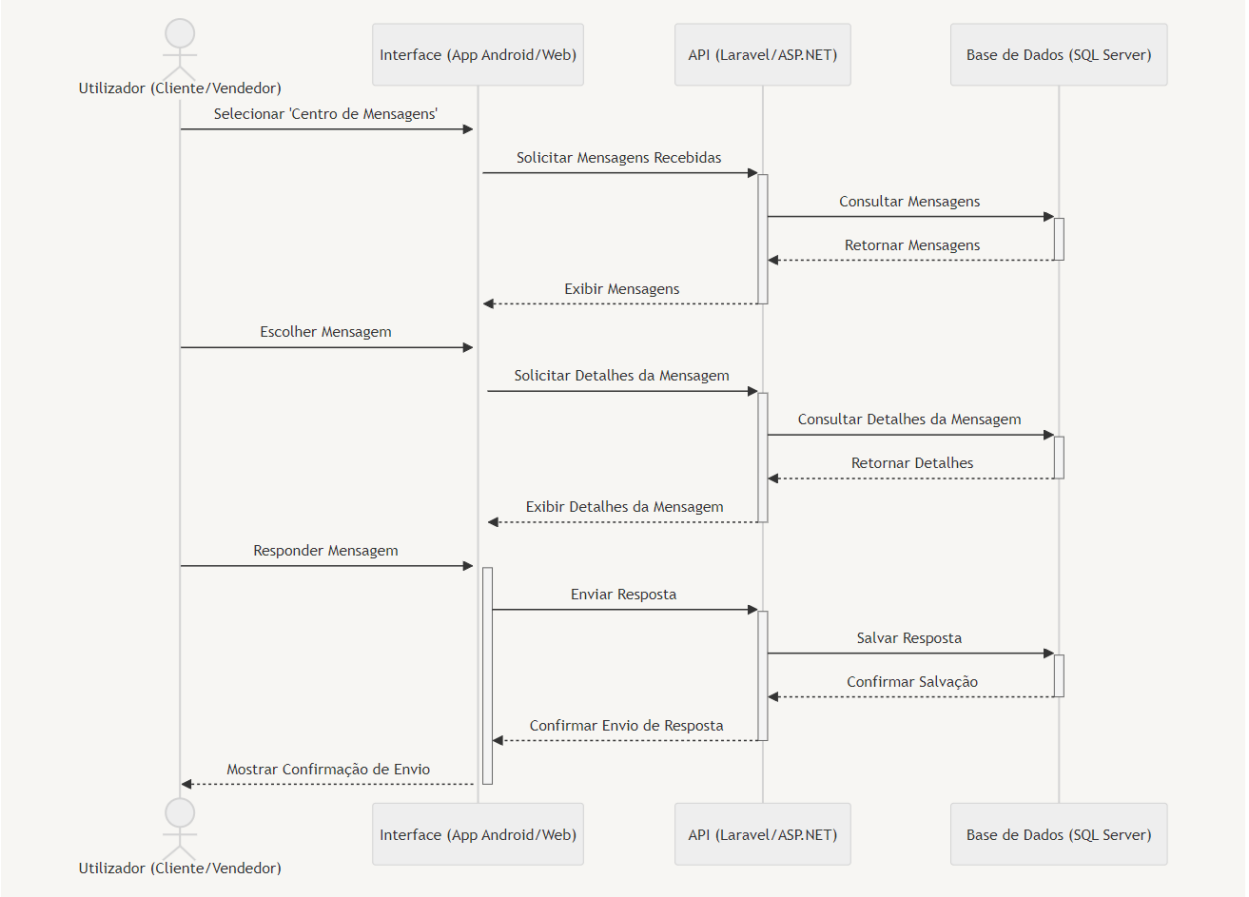 Interface (App Android/Web)
API (Laravel/ASP.NET)
Base de Dados (SQL Server)
Utilizador (Cliente/Vendedor)
Selecionar 'Centro de Mensagens'
Solicitar Mensagens Recebidas
Consultar Mensagens
Retornar Mensagens
Exibir Mensagens
Escolher Mensagem
Solicitar Detalhes da Mensagem
Consultar Detalhes da Mensagem
Retornar Detalhes
Exibir Detalhes da Mensagem
Responder Mensagem
Enviar Resposta
Salvar Resposta
Confirmar Salvação
Confirmar Envio de Resposta
Mostrar Confirmação de Envio
Interface (App Android/Web)
API (Laravel/ASP.NET)
Base de Dados (SQL Server)
Utilizador (Cliente/Vendedor)